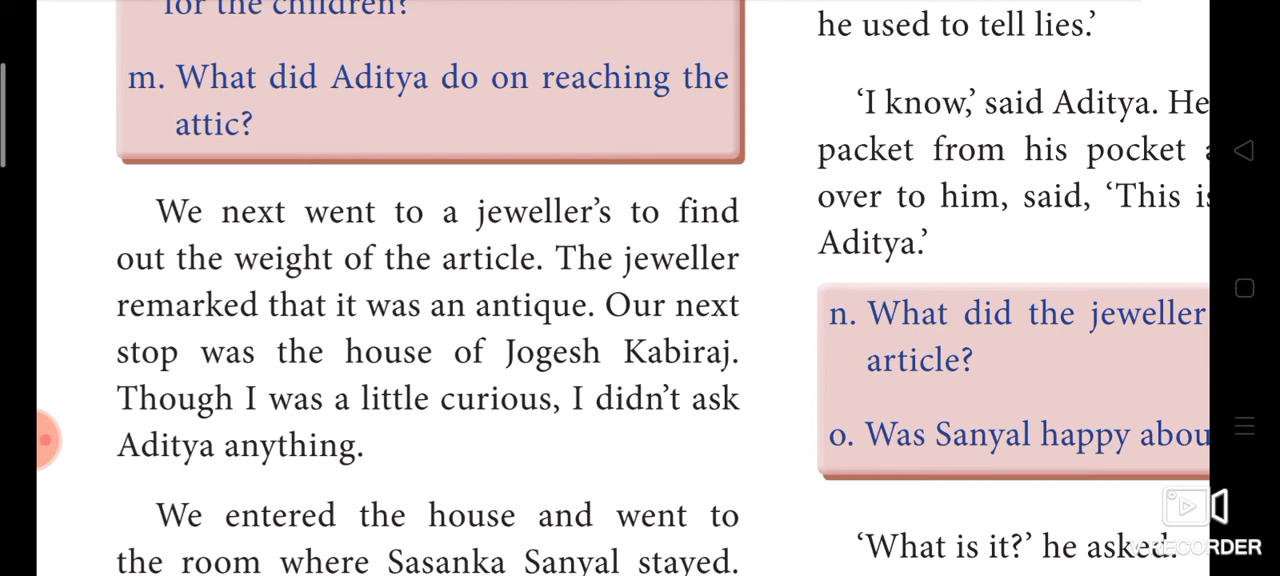 for the children?
m. What did Aditya do on reaching the
attic?
We next went to a jeweller's to find
out the weight of the article. The jeweller
remarked that it was an antique. Our next
stop was the house of Jogesh Kabiraj.
Though I was a little curious, I didn't ask
Aditya anything.
We entered the house and went to
the room where Sasanka Sanyal stayed.
he used to tell lies.'
'I know,' said Aditya. He
packet from his pocket
over to him, said, 'This is
Aditya.'
n. What did the jeweller
article?
o. Was Sanyal happy abou
'What is it?' he asked.
RECORDER